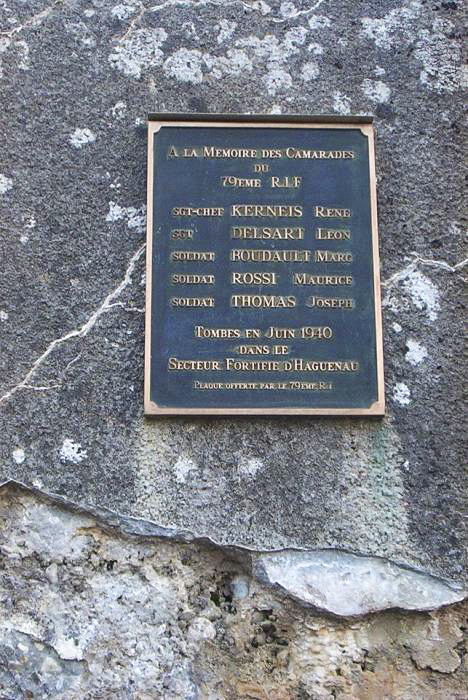 A LA MEMOIRE DES CAMARADES
DU
79EME R.I.F
SGT-CHEF KERNEIS RENE
SGT DELSART LEON
SOLDAT BOUDAULT MARC
SOLDAT ROSSI MAURICE
SOLDAT THOMAS JOSEPH
TOMBES EN JUIN 1940
DANS LE
SECTEUR FORTIFIE D'HAGUENAU
PLAQUE OFFERTE PAR LE 79EME R.I